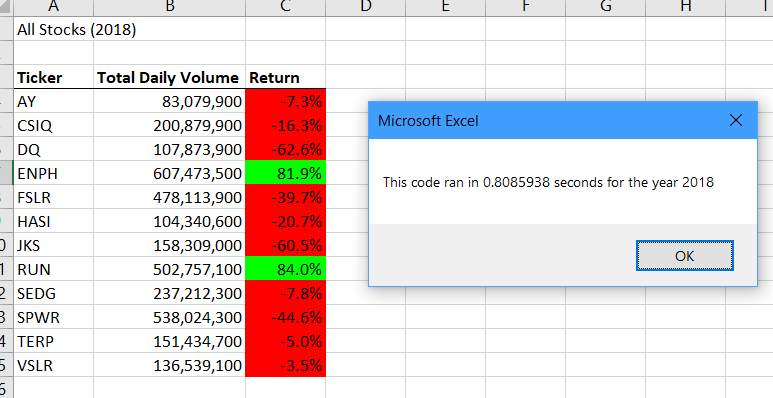 A B C D E F G H
All Stocks (2018)
Ticker Total Daily Volume Return
AY 83,079,900 -7.3%
CSIQ 200,879,900 -16.3%
DQ 107,873,900 -62.6%
ENPH 607,473,500 81.9%
FSLR 478,113,900 -39.7%
HASI 104,340,600 -20.7%
0 JKS 158,309,000 -60.5%
1 RUN 502,757,100 84.0%
2 SEDG 237,212,300 -7.8%
3 SPWR 538,024,300 -44.6%
4 TERP 151,434,700 -5.0%
5 VSLR 136,539,100 -3.5%
6
Microsoft Excel
This code ran in 0.8085938 seconds for the year 2018
OK